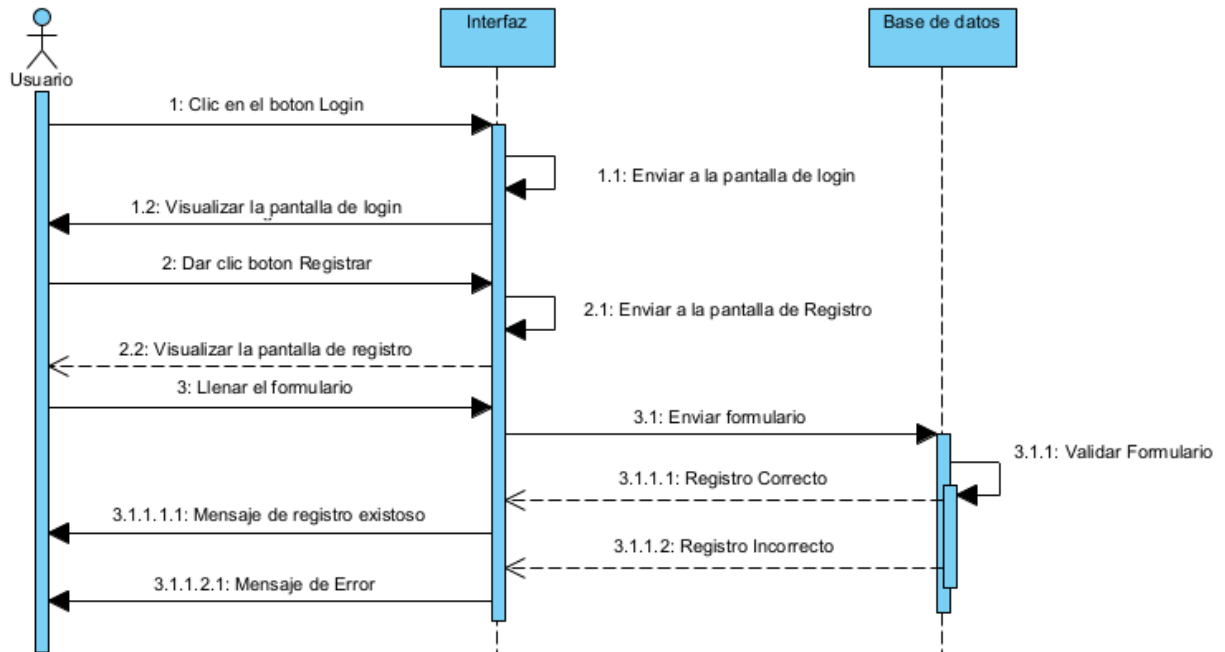 Interfaz
Base de datos
Usuario
1: Clic en el boton Login
1.1: Enviar a la pantalla de login
1.2: Visualizar la pantalla de login
2: Dar clic boton Registrar
2.1: Enviar a la pantalla de Registro
2.2: Visualizar la pantalla de registro
3: Llenar el formulario
3.1: Enviar formulario
3.1.1: Validar Formulario
3.1.1.1: Registro Correcto
3.1.1.1.1: Mensaje de registro existoso
3.1.1.2: Registro Incorrecto
3.1.1.2.1: Mensaje de Error